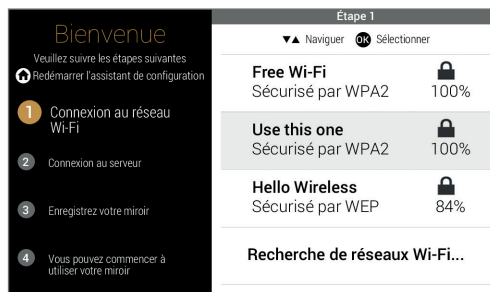 Bienvenue
Veuillez suivre les étapes suivantes
Redémarrer l'assistant de configuration
1 Connexion au réseau
Wi-Fi
2 Connexion au serveur
3 Enregistrez votre miroir
4 Vous pouvez commencer à
utiliser votre miroir
Étape 1
▼▲ Naviguer OK Sélectionner
Free Wi-Fi
Sécurisé par WPA2 100%
Use this one
Sécurisé par WPA2 100%
Hello Wireless
Sécurisé par WEP 84%
Recherche de réseaux Wi-Fi...